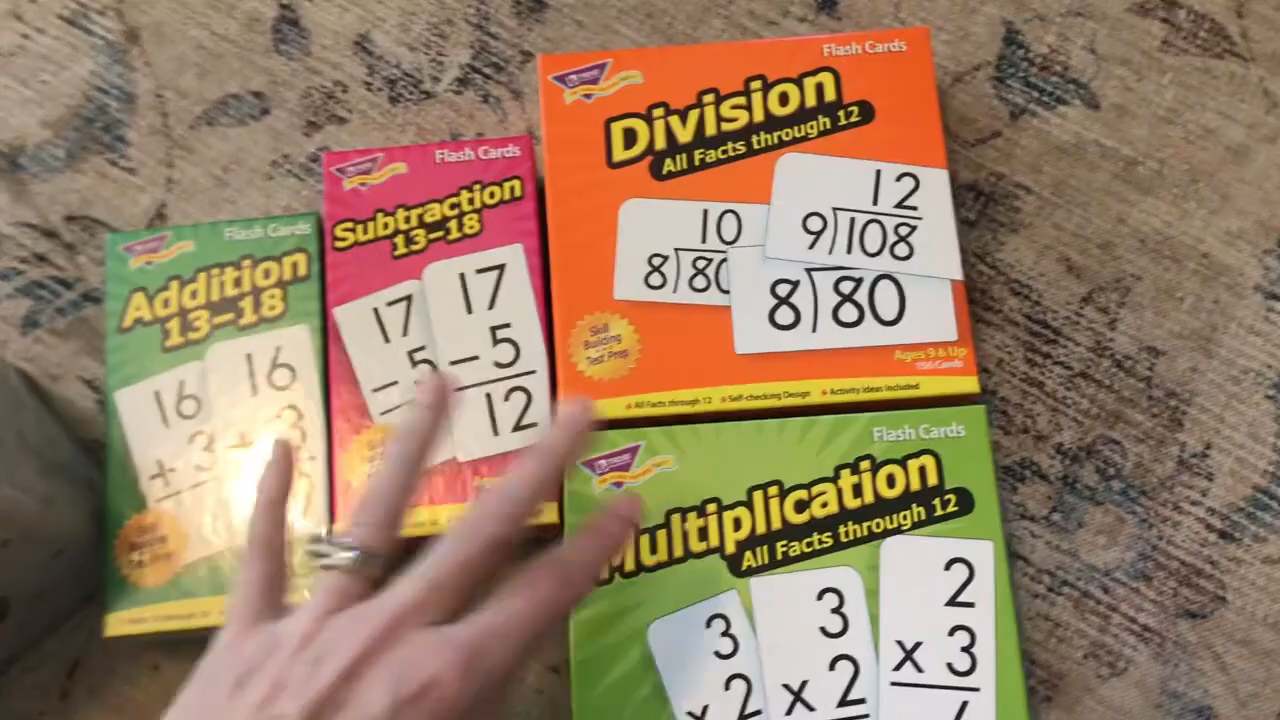 Flash Cards
Addition
13–18
16
+ 3
16
+ 3
Flash Cards
Subtraction
13–18
17
– 5
17
– 5
12
Flash Cards
Division
All Facts through 12
10
8)80
12
9)108
8)80
Skill
Building
Test Prep
Ages 9 & Up
156 Cards
All Facts through 12 Self-checking Design Activity Ideas Included
Flash Cards
Multiplication
All Facts through 12
3
x 2
3
x 2
2
x 3